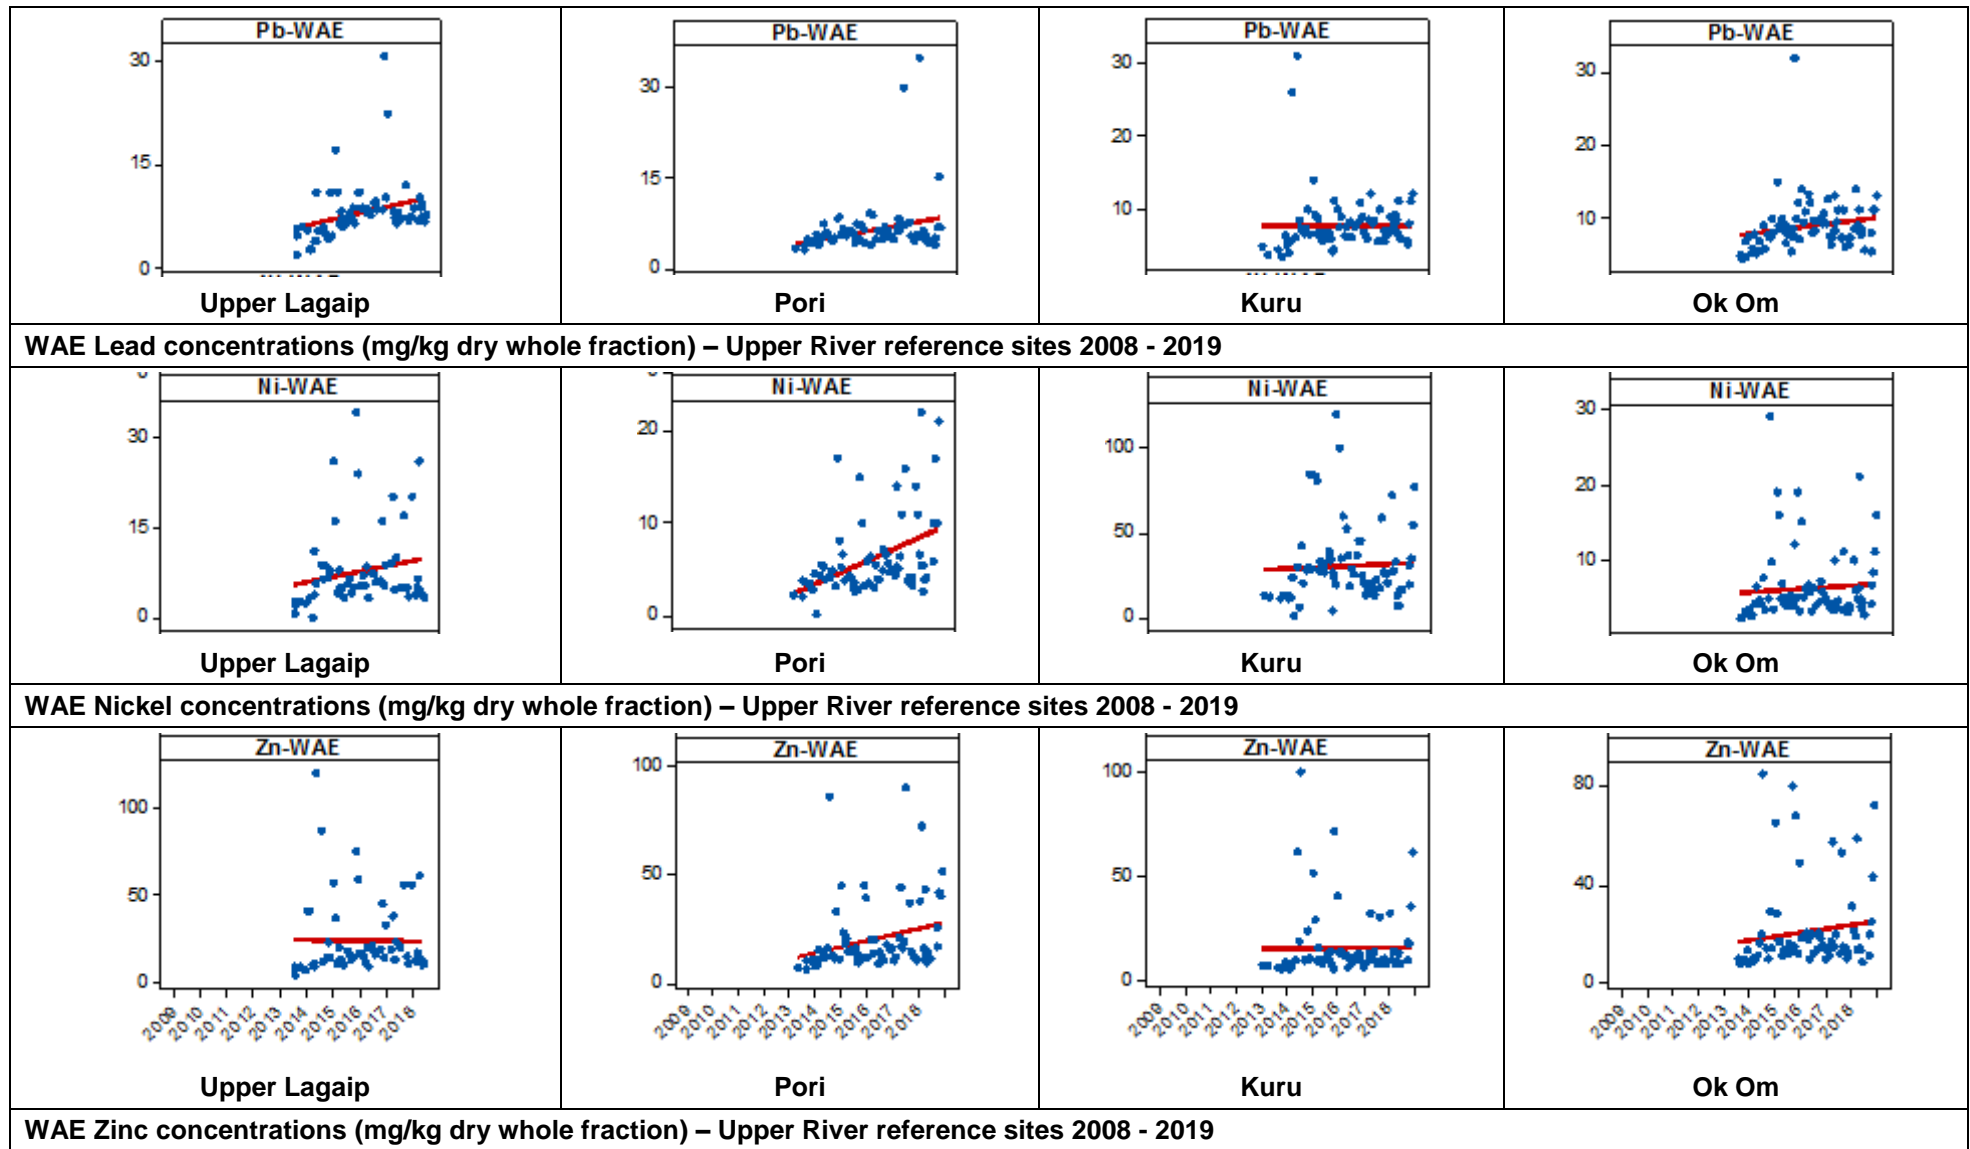 Pb-WAE Pb-WAE Pb-WAE Pb-WAE
30 30 30 30
20 20
15 15
10 10
0 0
Upper Lagaip Pori Kuru Ok Om
WAE Lead concentrations (mg/kg dry whole fraction) – Upper River reference sites 2008 - 2019
Ni-WAE Ni-WAE Ni-WAE Ni-WAE
30 20 100 30
20
15 10 50 10
0 0 0
Upper Lagaip Pori Kuru Ok Om
WAE Nickel concentrations (mg/kg dry whole fraction) – Upper River reference sites 2008 - 2019
Zn-WAE Zn-WAE Zn-WAE Zn-WAE
100 100 100 80
50 50 50 40
0 0 0 0
2009 2010 2011 2012 2013 2014 2015 2016 2017 2018 2009 2010 2011 2012 2013 2014 2015 2016 2017 2018 2009 2010 2011 2012 2013 2014 2015 2016 2017 2018 2009 2010 2011 2012 2013 2014 2015 2016 2017 2018
Upper Lagaip Pori Kuru Ok Om
WAE Zinc concentrations (mg/kg dry whole fraction) – Upper River reference sites 2008 - 2019